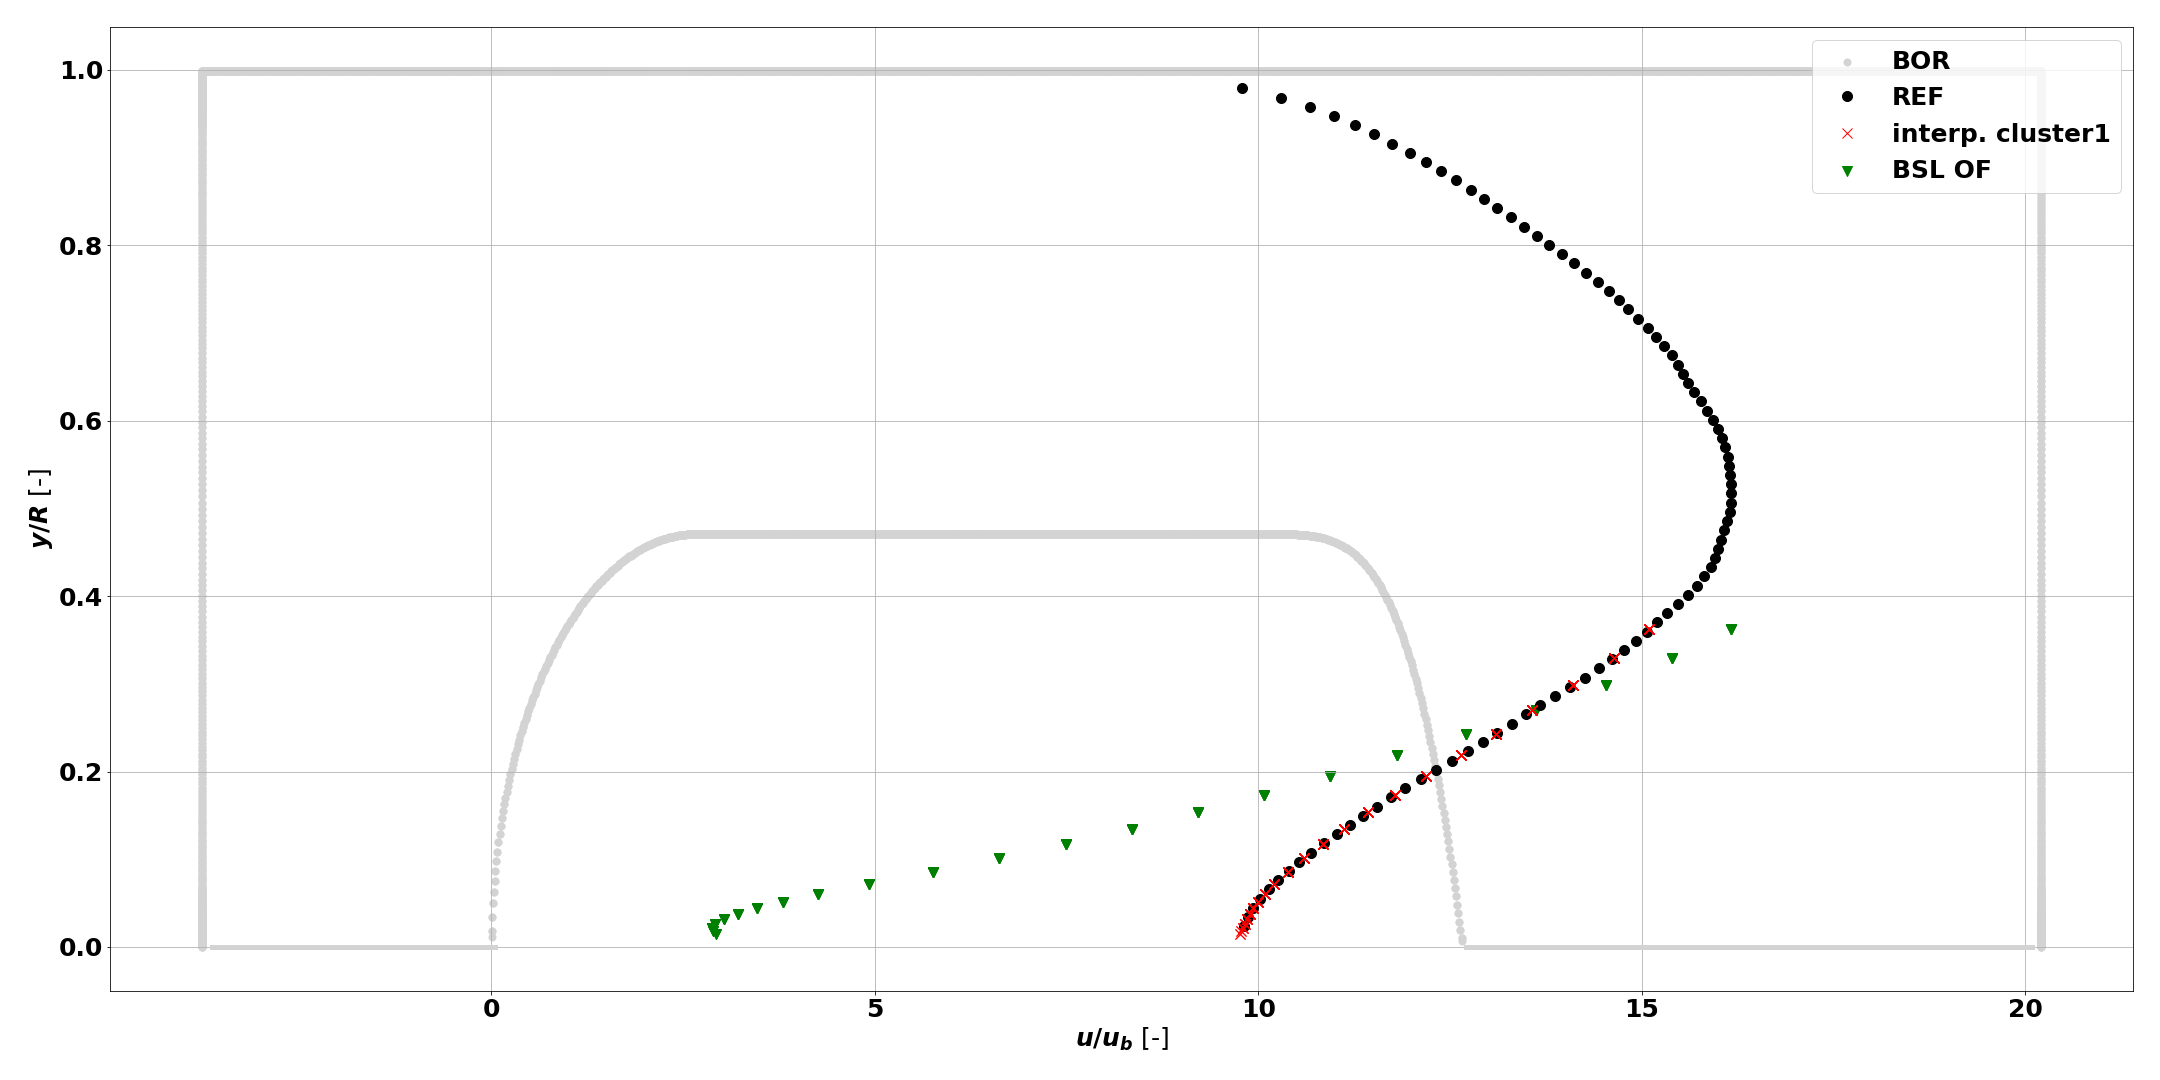 BOR
REF
interp. cluster1
BSL OF
1.0
0.8
0.6
0.4
0.2
0.0
y/R [-]
0 5 10 15 20
u/u_b [-]